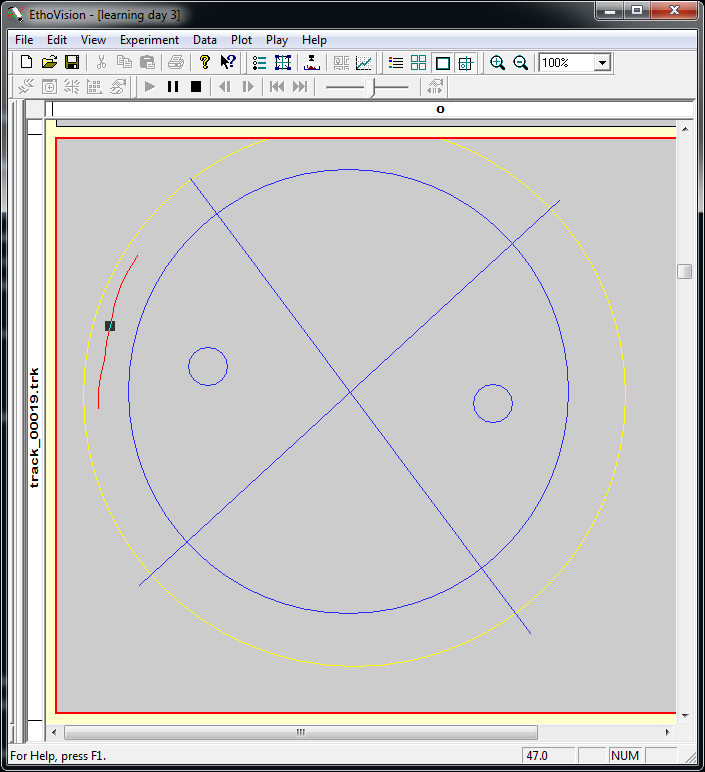 EthoVision - [learning day 3]
File Edit View Experiment Data Plot Play Help
100%
o
track_00019.trk
For Help, press F1.
47.0
NUM